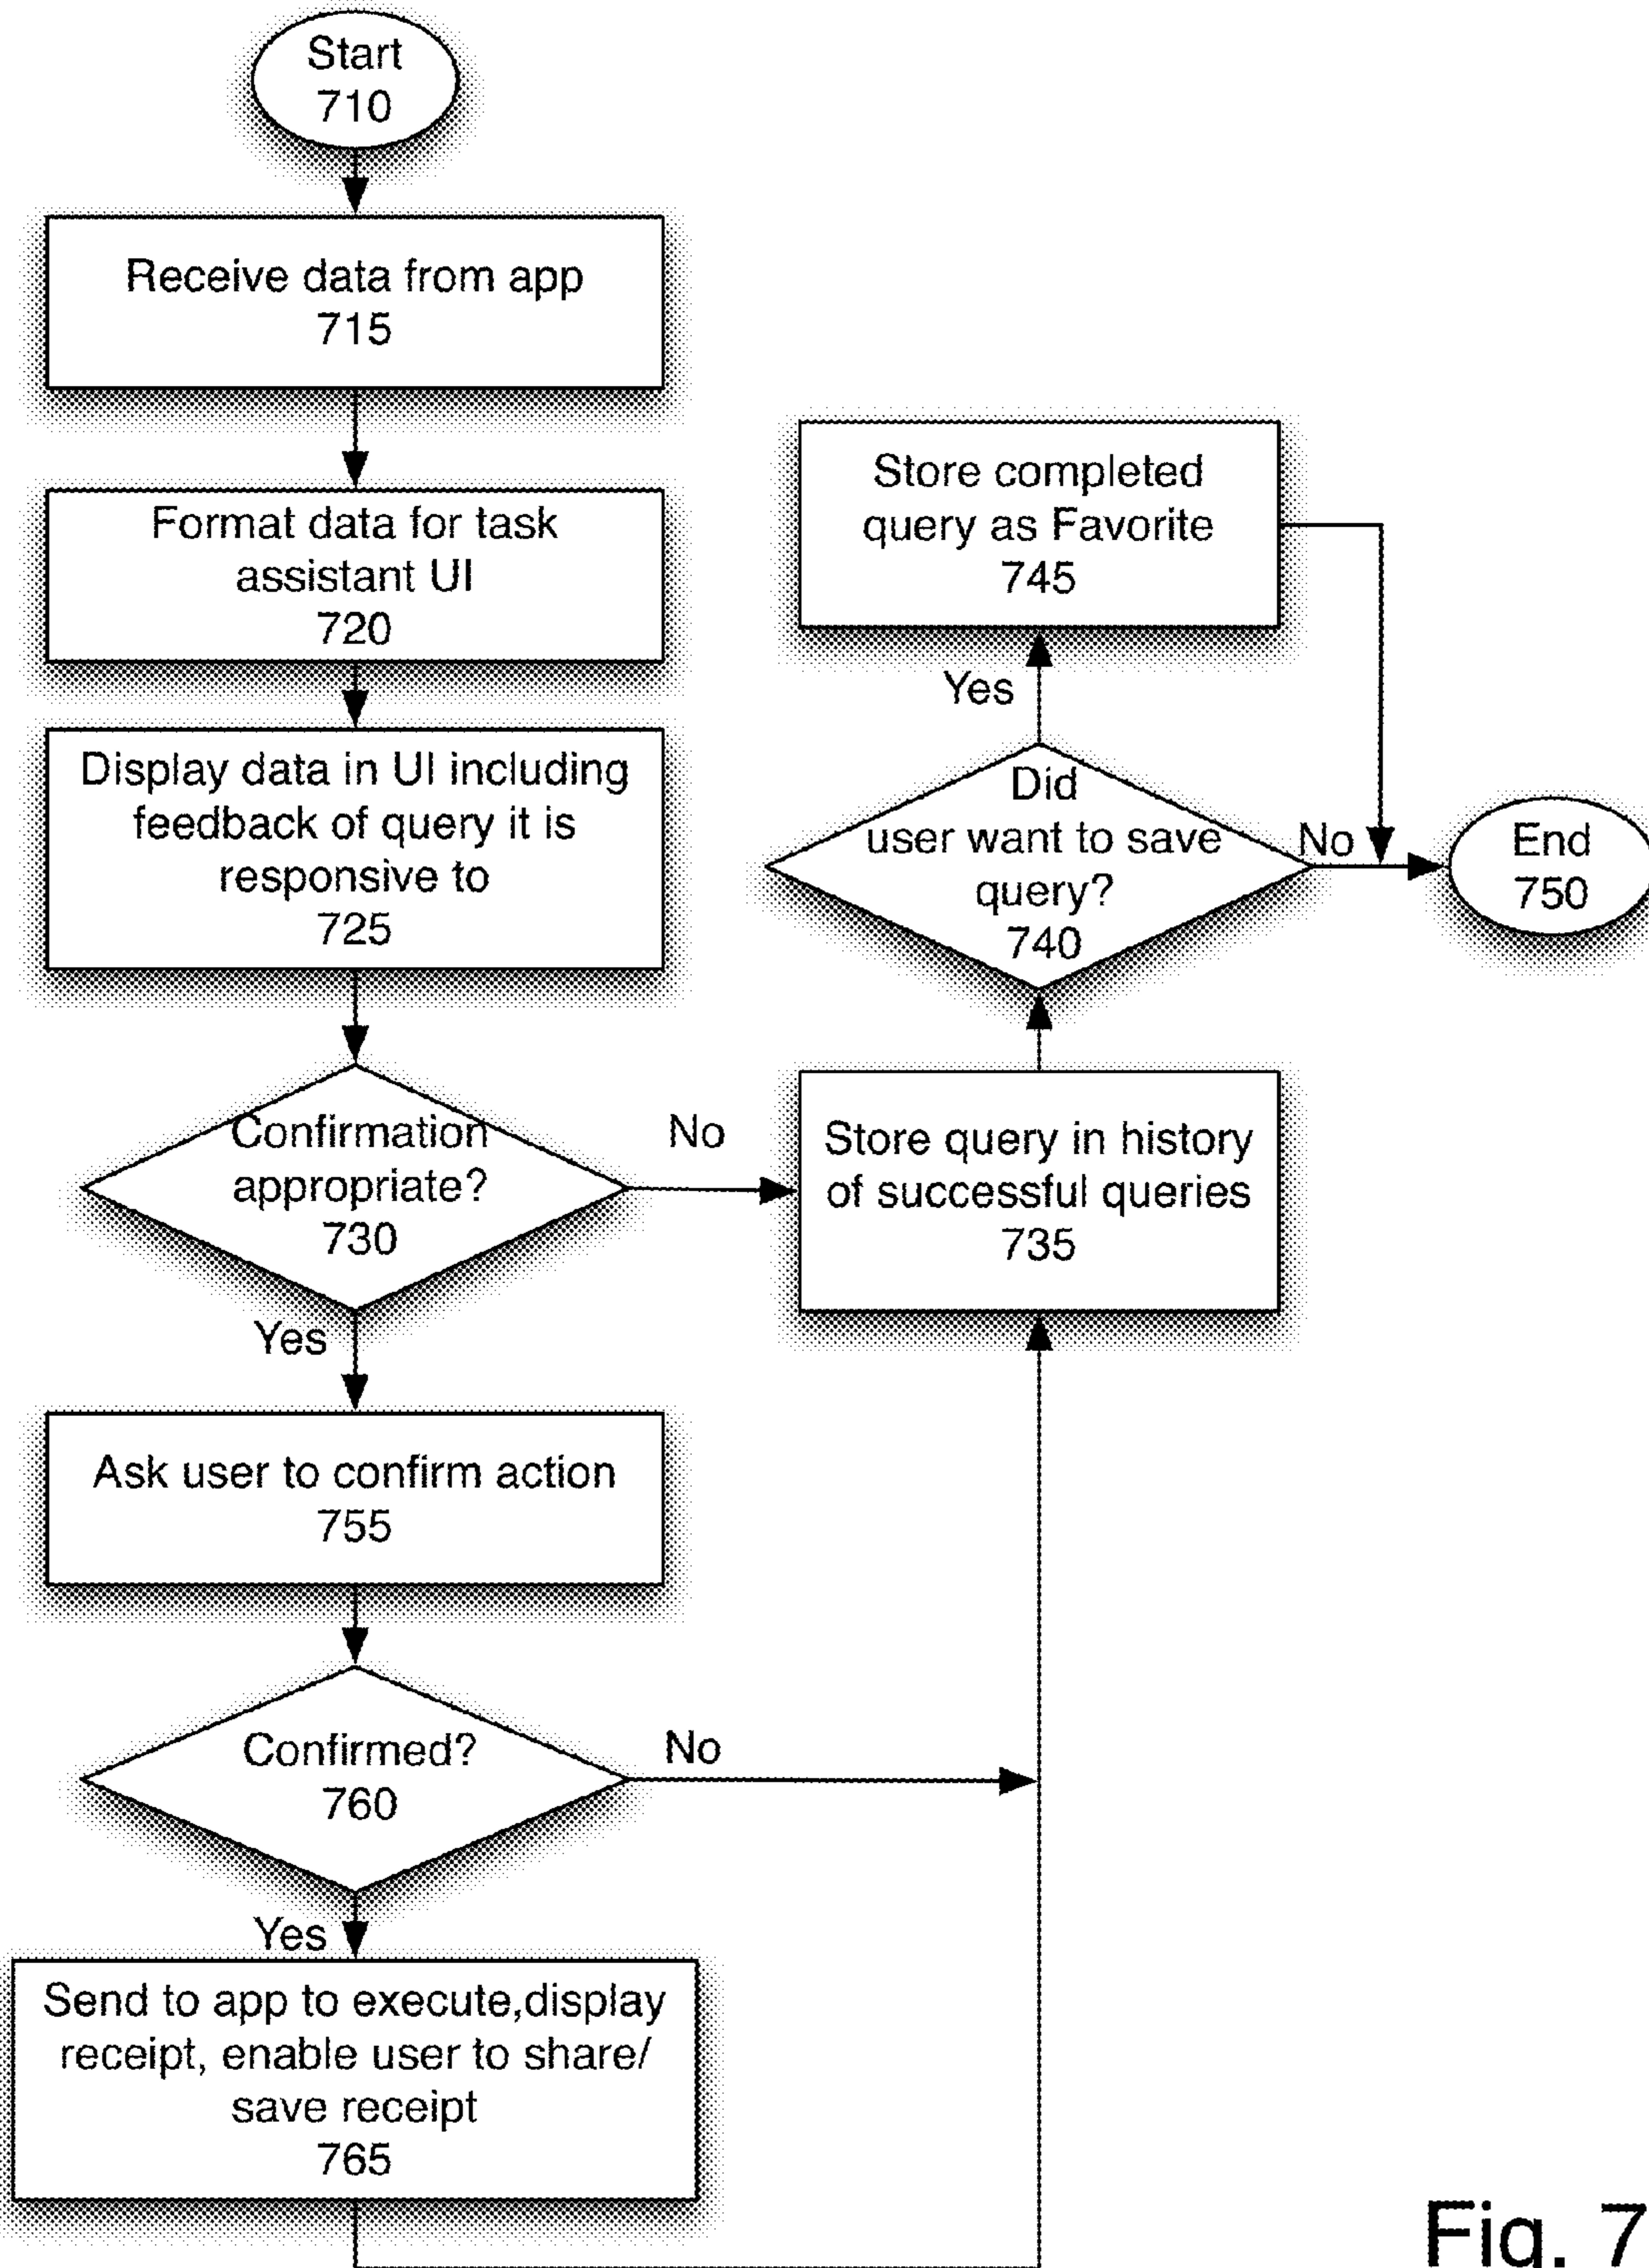 Start
710
Receive data from app
715
Format data for task
assistant UI
720
Display data in UI including
feedback of query it is
responsive to
725
Confirmation
appropriate?
730
No
Yes
Ask user to confirm action
755
Confirmed?
760
No
Yes
Send to app to execute,display
receipt, enable user to share/
save receipt
765
Store query in history
of successful queries
735
Did
user want to save
query?
740
Yes
No
Store completed
query as Favorite
745
End
750
Fig. 7